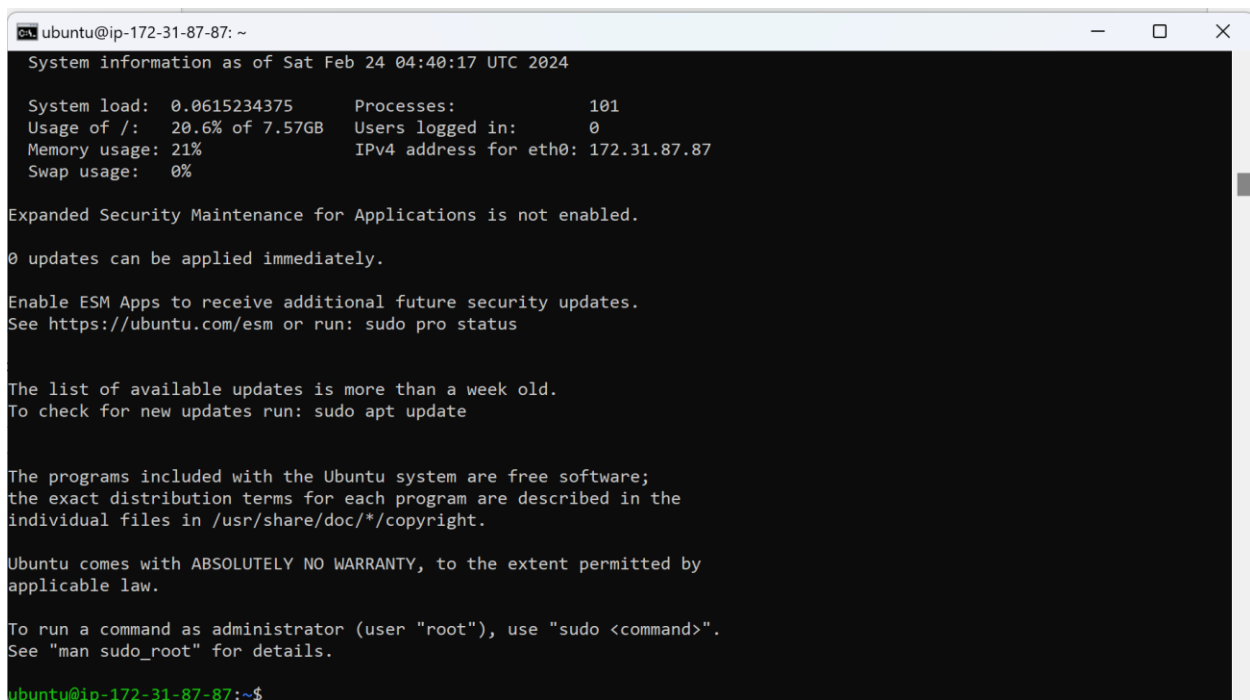 ubuntu@ip-172-31-87-87: ~
System information as of Sat Feb 24 04:40:17 UTC 2024
System load: 0.0615234375 Processes: 101
Usage of /: 20.6% of 7.57GB Users logged in: 0
Memory usage: 21% IPv4 address for eth0: 172.31.87.87
Swap usage: 0%
Expanded Security Maintenance for Applications is not enabled.
0 updates can be applied immediately.
Enable ESM Apps to receive additional future security updates.
See https://ubuntu.com/esm or run: sudo pro status
The list of available updates is more than a week old.
To check for new updates run: sudo apt update
The programs included with the Ubuntu system are free software;
the exact distribution terms for each program are described in the
individual files in /usr/share/doc/*/copyright.
Ubuntu comes with ABSOLUTELY NO WARRANTY, to the extent permitted by
applicable law.
To run a command as administrator (user "root"), use "sudo <command>".
See "man sudo_root" for details.
ubuntu@ip-172-31-87-87:~$